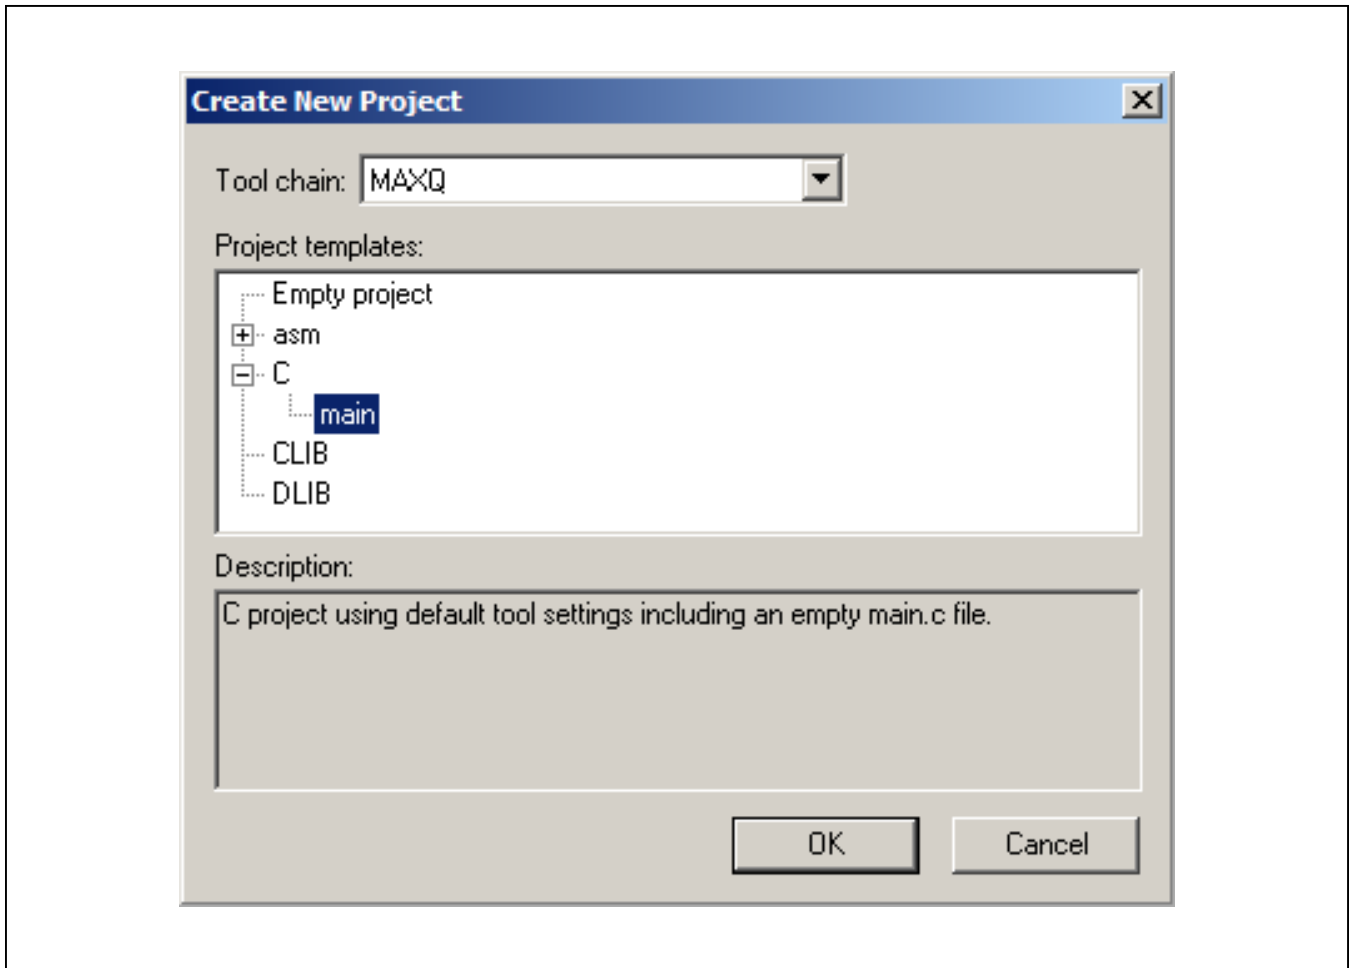 Create New Project
Tool chain: MAXQ
Project templates:
Empty project
asm
C
main
CLIB
DLIB
Description:
C project using default tool settings including an empty main.c file.
OK Cancel